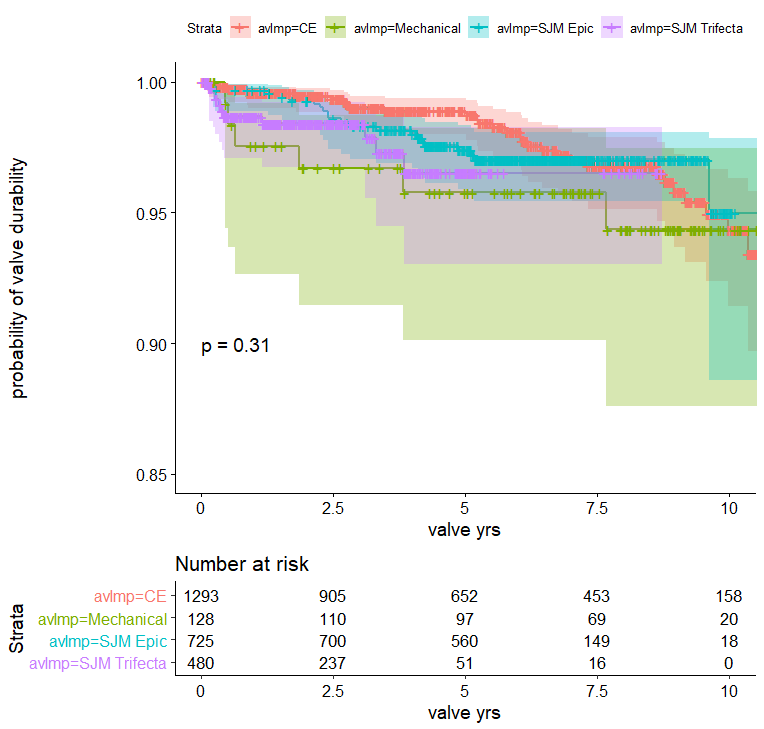 Strata avImp=CE avImp=Mechanical avImp=SJM Epic avImp=SJM Trifecta
probability of valve durability
1.00
0.95
0.90
0.85
p = 0.31
0 2.5 5 7.5 10
valve yrs
Number at risk
Strata
avImp=CE 1293 905 652 453 158
avImp=Mechanical 128 110 97 69 20
avImp=SJM Epic 725 700 560 149 18
avImp=SJM Trifecta 480 237 51 16 0
0 2.5 5 7.5 10
valve yrs